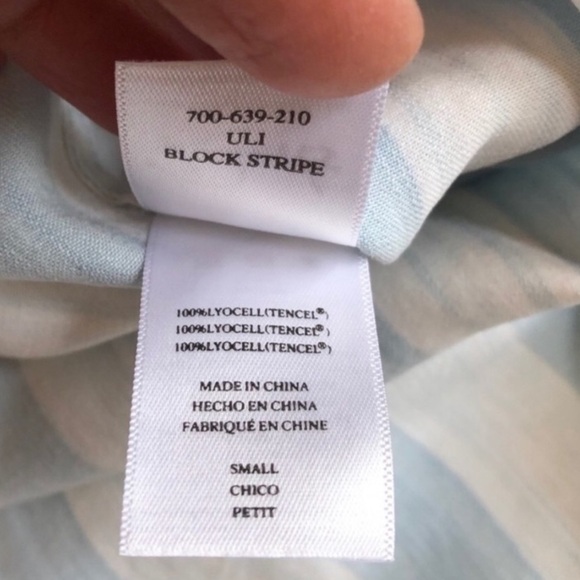 700-639-210
ULI
BLOCK STRIPE
100%LYOCELL(TENCEL®)
100%LYOCELL(TENCEL®)
100%LYOCELL(TENCEL®)
MADE IN CHINA
HECHO EN CHINA
FABRIQUÉ EN CHINE
SMALL
CHICO
PETIT